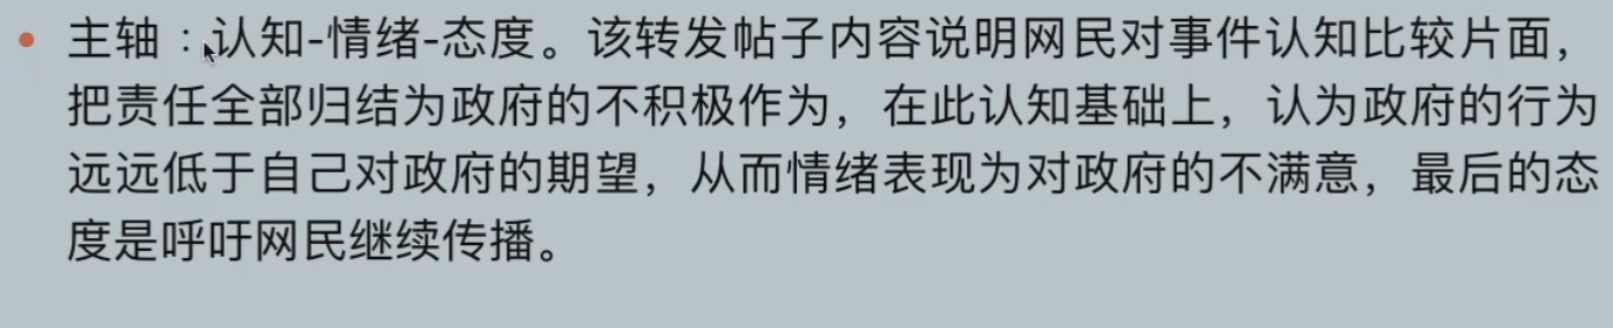 • 主轴：认知-情绪-态度。该转发帖子内容说明网民对事件认知比较片面，
把责任全部归结为政府的不积极作为，在此认知基础上，认为政府的行为
远远低于自己对政府的期望，从而情绪表现为对政府的不满意，最后的态
度是呼吁网民继续传播。